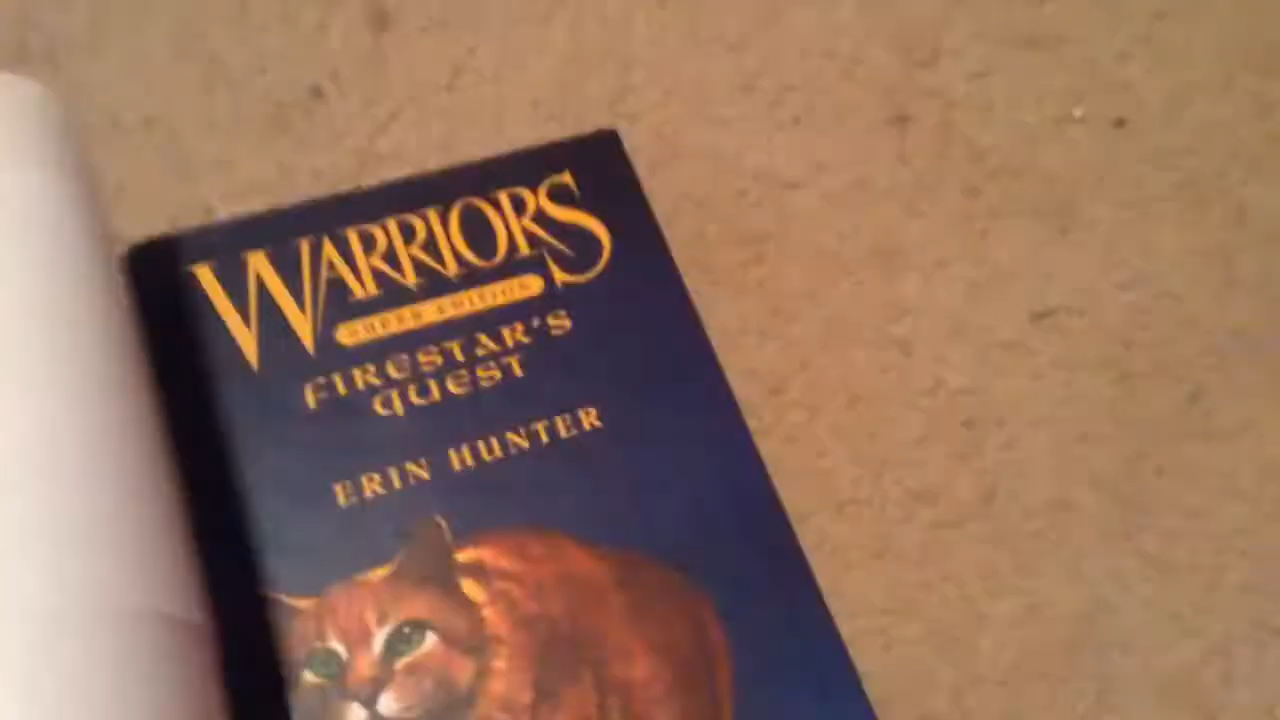 WARRIORS
SUPER EDITION
FIRESTAR'S
QUEST
ERIN HUNTER